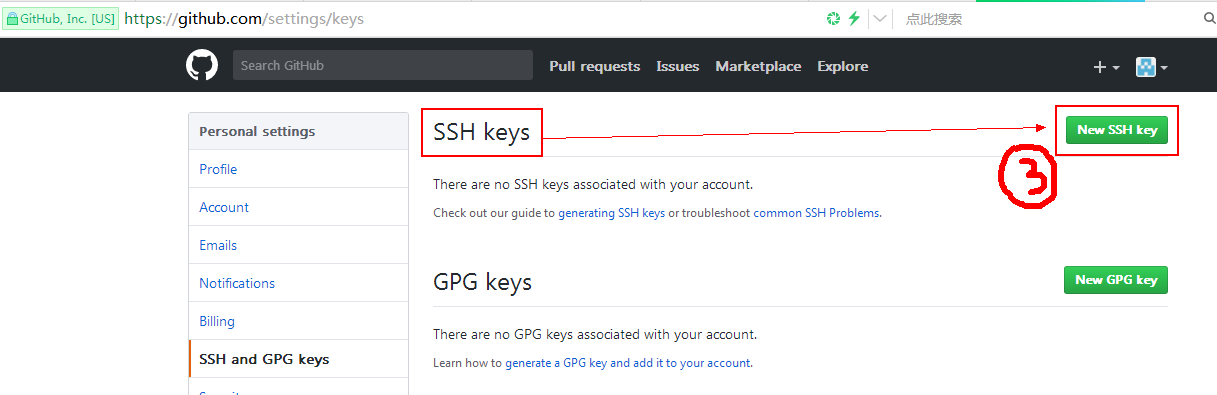 GitHub, Inc. [US] https://github.com/settings/keys 点此搜索
Search GitHub Pull requests Issues Marketplace Explore
Personal settings
Profile
Account
Emails
Notifications
Billing
SSH and GPG keys
SSH keys New SSH key
3
There are no SSH keys associated with your account.
Check out our guide to generating SSH keys or troubleshoot common SSH Problems.
GPG keys New GPG key
There are no GPG keys associated with your account.
Learn how to generate a GPG key and add it to your account.